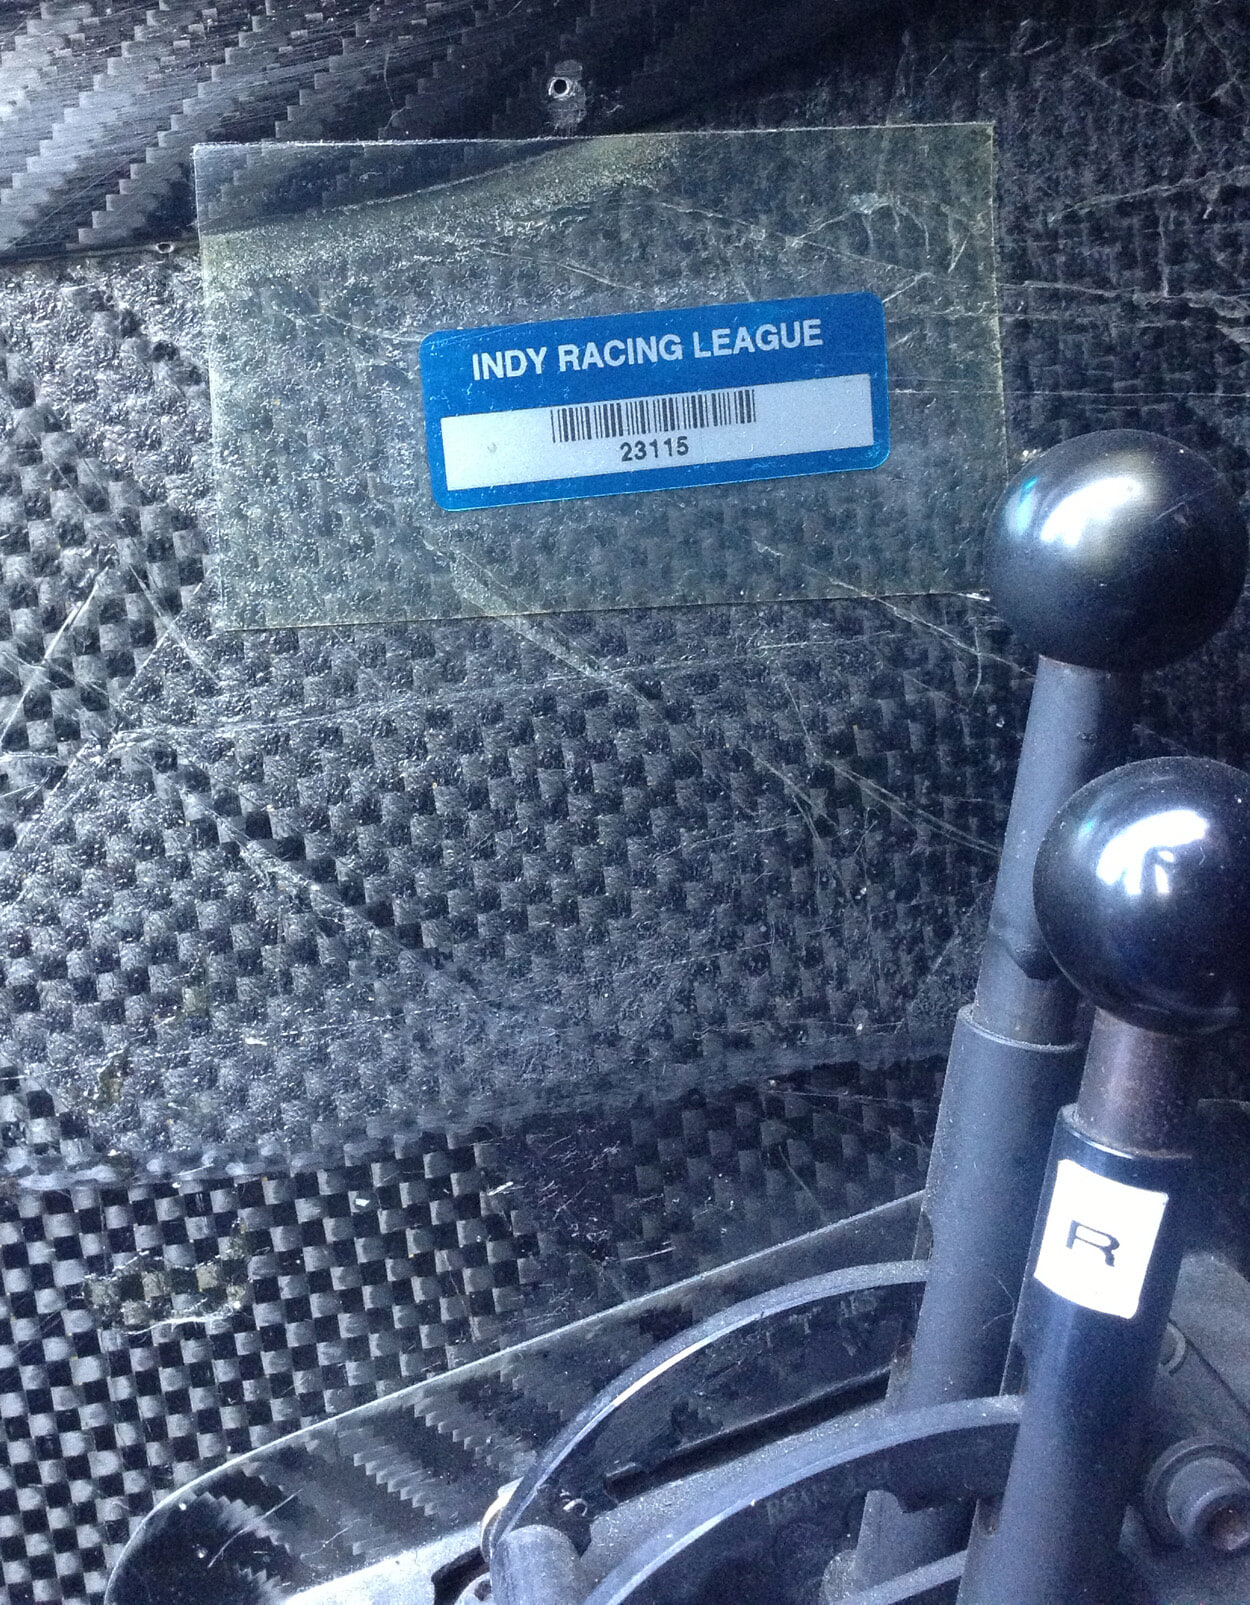 INDY RACING LEAGUE
23115
R